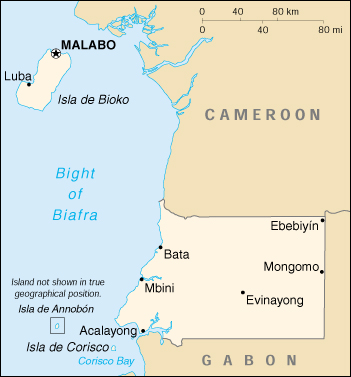 0 40 80 km
0 40 80 mi
MALABO
Luba
Isla de Bioko
CAMEROON
Bight
of
Biafra
Ebebiyín
Bata
Mongomo
Island not shown in true
geographical position.
Mbini
Evinayong
Isla de Annobón
Acalayong
Isla de Corisco
Corisco Bay
GABON